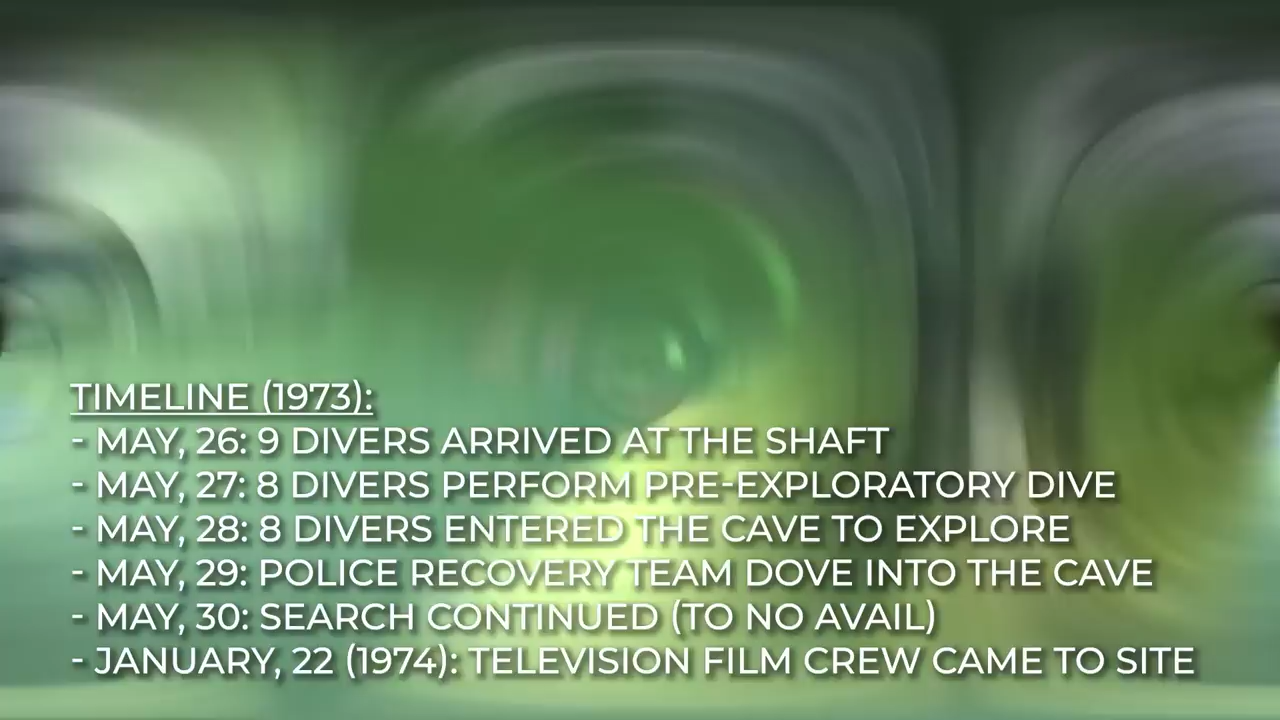 TIMELINE (1973):
- MAY, 26: 9 DIVERS ARRIVED AT THE SHAFT
- MAY, 27: 8 DIVERS PERFORM PRE-EXPLORATORY DIVE
- MAY, 28: 8 DIVERS ENTERED THE CAVE TO EXPLORE
- MAY, 29: POLICE RECOVERY TEAM DOVE INTO THE CAVE
- MAY, 30: SEARCH CONTINUED (TO NO AVAIL)
- JANUARY, 22 (1974): TELEVISION FILM CREW CAME TO SITE